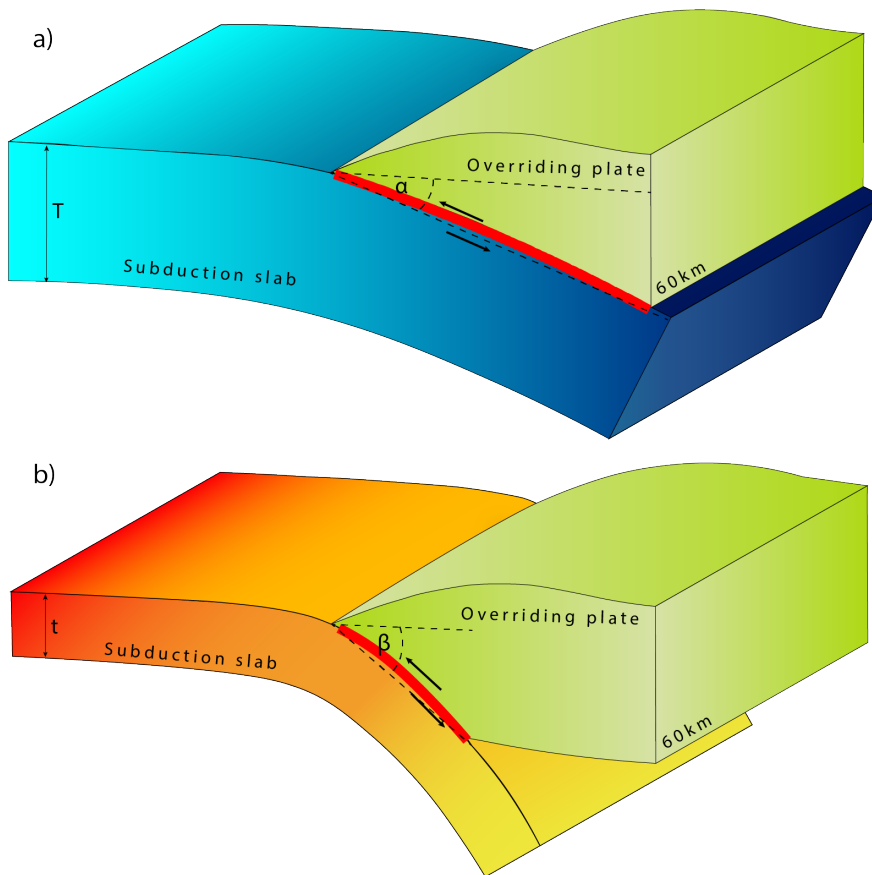 a)
Overriding plate
α
T
Subduction slab
60km
b)
Overriding plate
t
β
Subduction slab
60km